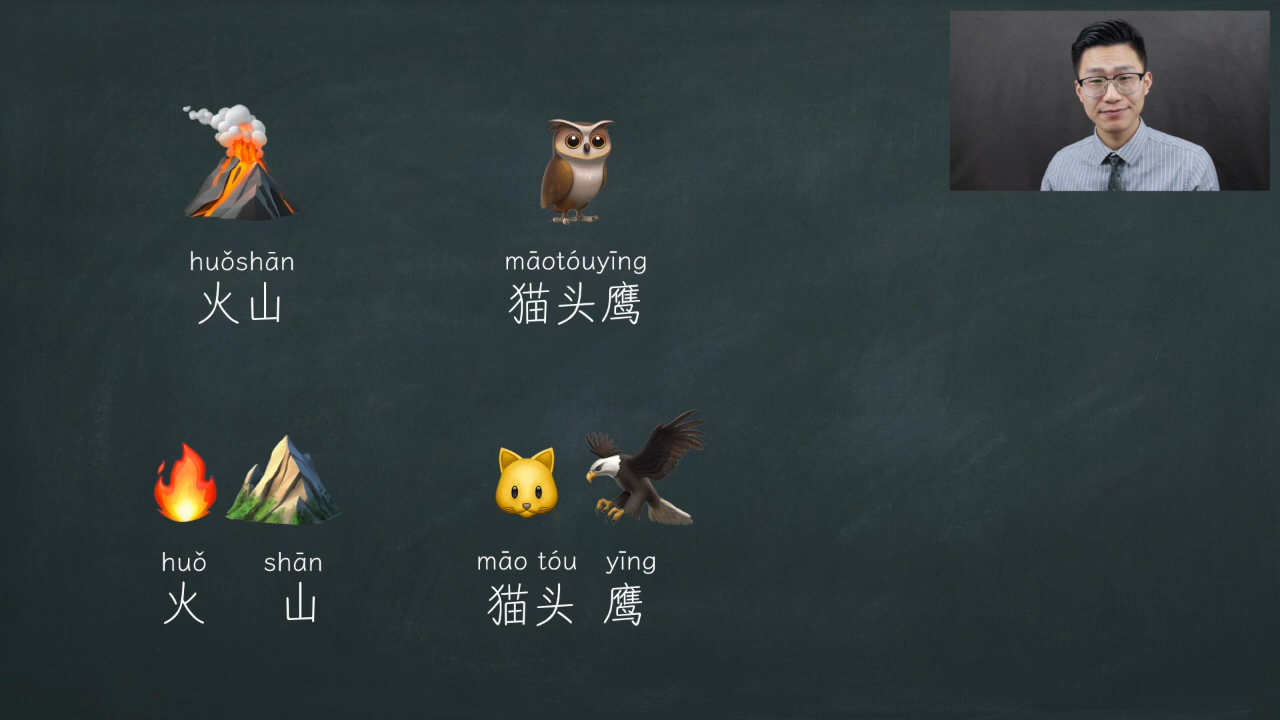 huǒshān
火山
māotóuyīng
猫头鹰
huǒ shān
火 山
māo tóu yīng
猫头 鹰